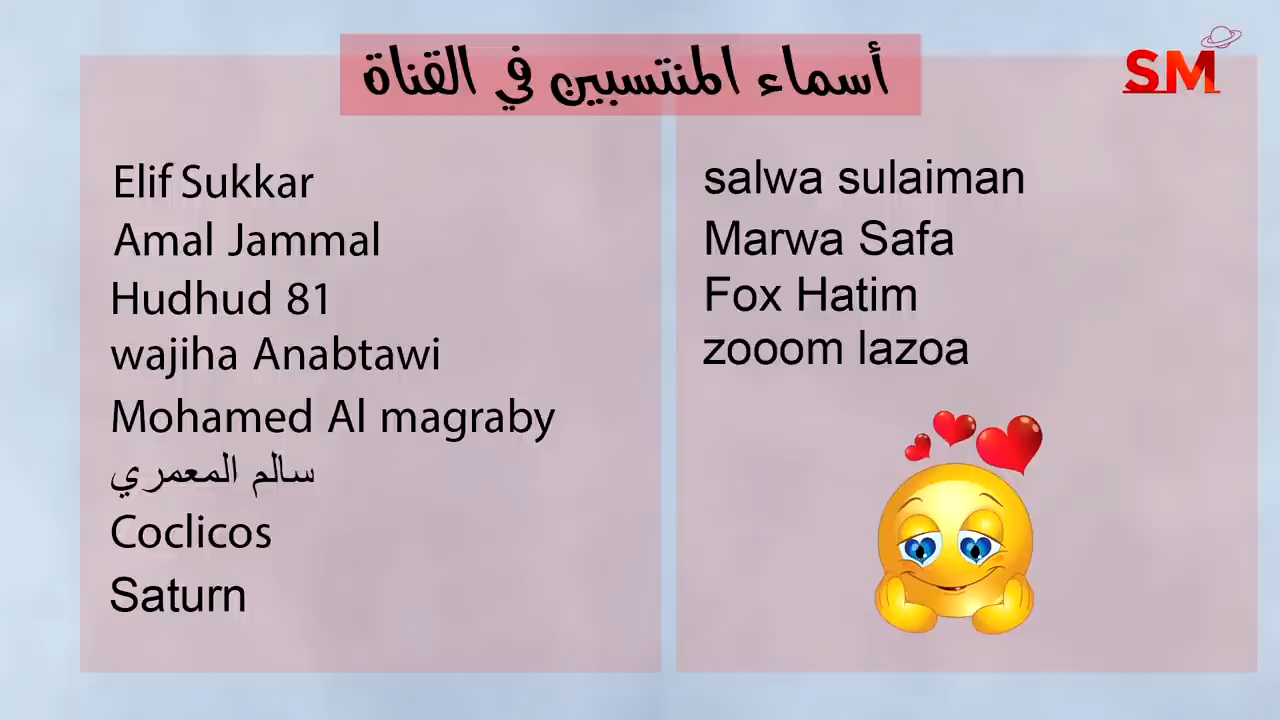 أسماء المنتسبين في القناة
SM
Elif Sukkar
Amal Jammal
Hudhud 81
wajiha Anabtawi
Mohamed Al magraby
سالم المعمري
Coclicos
Saturn
salwa sulaiman
Marwa Safa
Fox Hatim
zooom lazoa